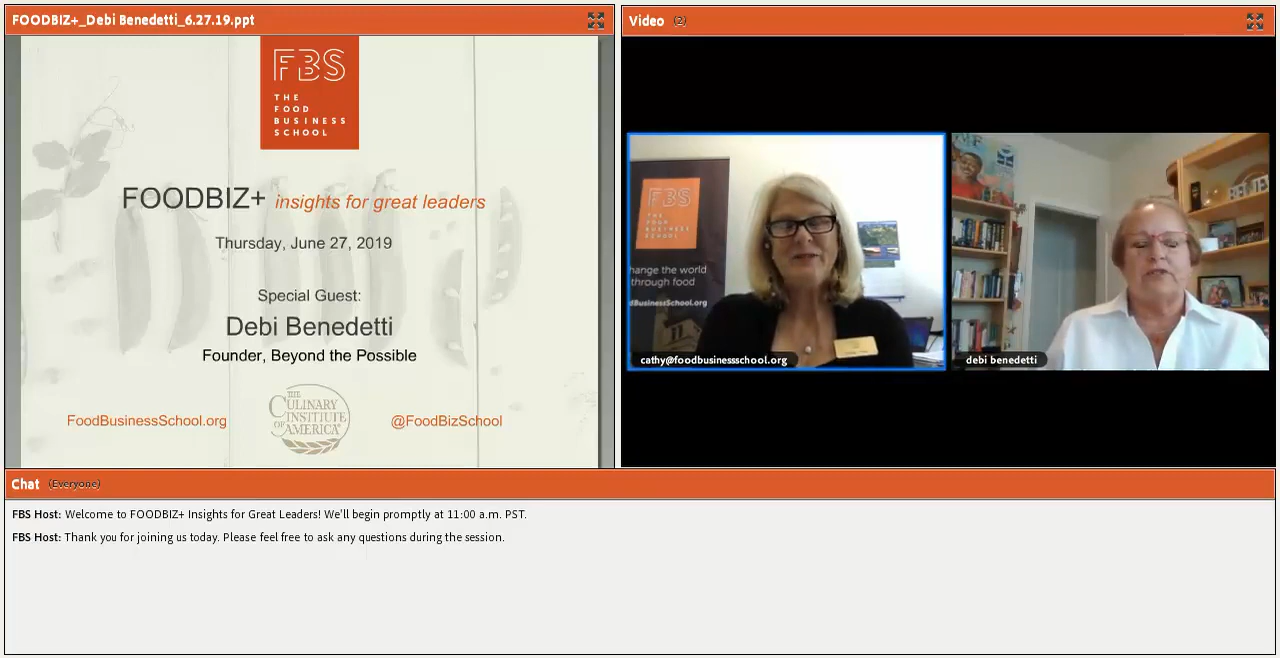 FOODBIZ+_Debi Benedetti_6.27.19.ppt
FBS
THE
FOOD
BUSINESS
SCHOOL
FOODBIZ+ insights for great leaders
Thursday, June 27, 2019
Special Guest:
Debi Benedetti
Founder, Beyond the Possible
FoodBusinessSchool.org
THE
CULINARY
INSTITUTE
OF AMERICA®
@FoodBizSchool
Video (2)
FBS
THE
FOOD
BUSINESS
SCHOOL
hange the world
through food
dBusinessSchool.org
cathy@foodbusinessschool.org
debi benedetti
Chat (Everyone)
FBS Host: Welcome to FOODBIZ+ Insights for Great Leaders! We'll begin promptly at 11:00 a.m. PST.
FBS Host: Thank you for joining us today. Please feel free to ask any questions during the session.